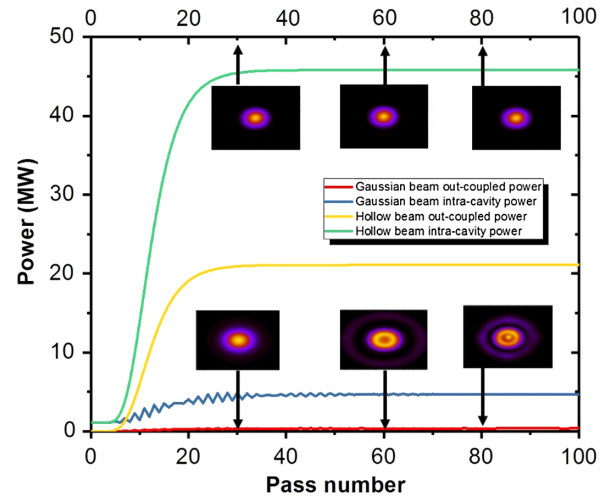 0 20 40 60 80 100
50
40
30
20
10
0
Power (MW)
Gaussian beam out-coupled power
Gaussian beam intra-cavity power
Hollow beam out-coupled power
Hollow beam intra-cavity power
0 20 40 60 80 100
Pass number